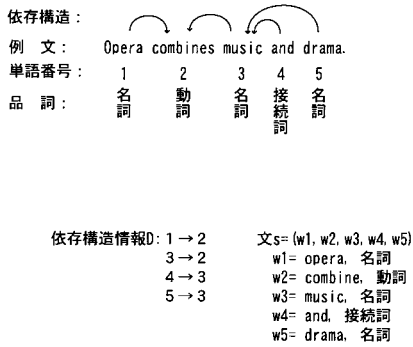 依存構造：
例　文： Opera combines music and drama.
単語番号： 1 2 3 4 5
品　詞： 名詞 動詞 名詞 接続詞 名詞
依存構造情報D: 1→2 文s=(w1, w2, w3, w4, w5)
3→2 w1= opera, 名詞
4→3 w2= combine, 動詞
5→3 w3= music, 名詞
w4= and, 接続詞
w5= drama, 名詞